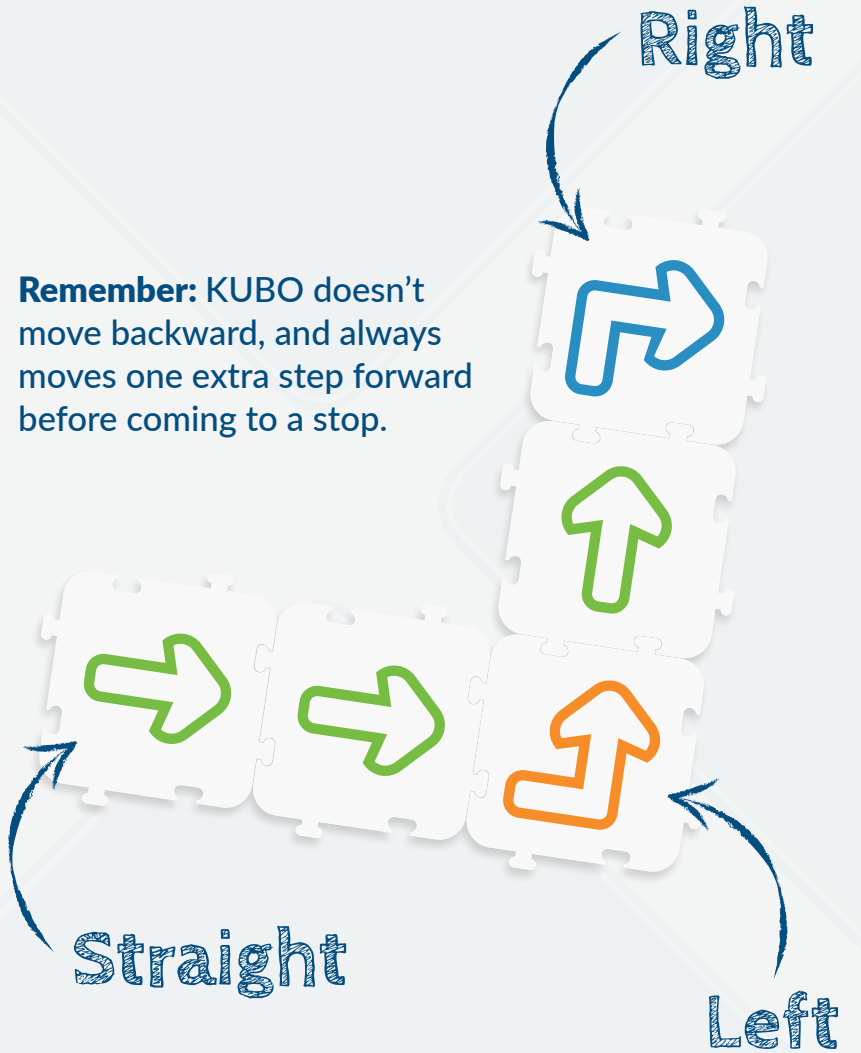 Right
Remember: KUBO doesn’t
move backward, and always
moves one extra step forward
before coming to a stop.
Straight
Left